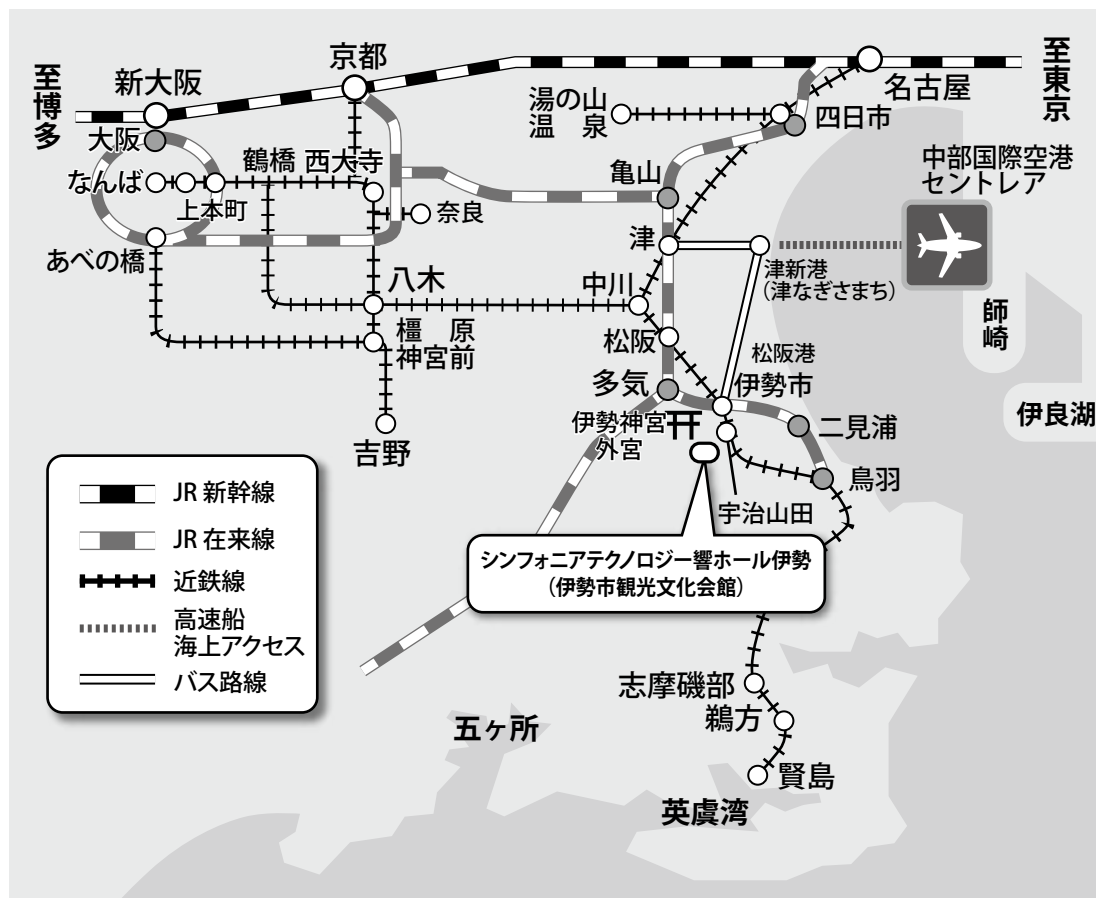 至博多
新大阪
京都
名古屋
至東京
大阪
なんば
鶴橋
西大寺
上本町
あべの橋
奈良
湯の山
温　泉
四日市
亀山
中部国際空港
セントレア
津
津新港
（津なぎさまち）
師崎
八木
中川
橿　原
神宮前
松阪
松阪港
多気
伊勢市
伊良湖
吉野
伊勢神宮
外宮
二見浦
鳥羽
宇治山田
シンフォニアテクノロジー響ホール伊勢
（伊勢市観光文化会館）
JR 新幹線
JR 在来線
近鉄線
高速船
海上アクセス
バス路線
志摩磯部
鵜方
五ヶ所
賢島
英虞湾